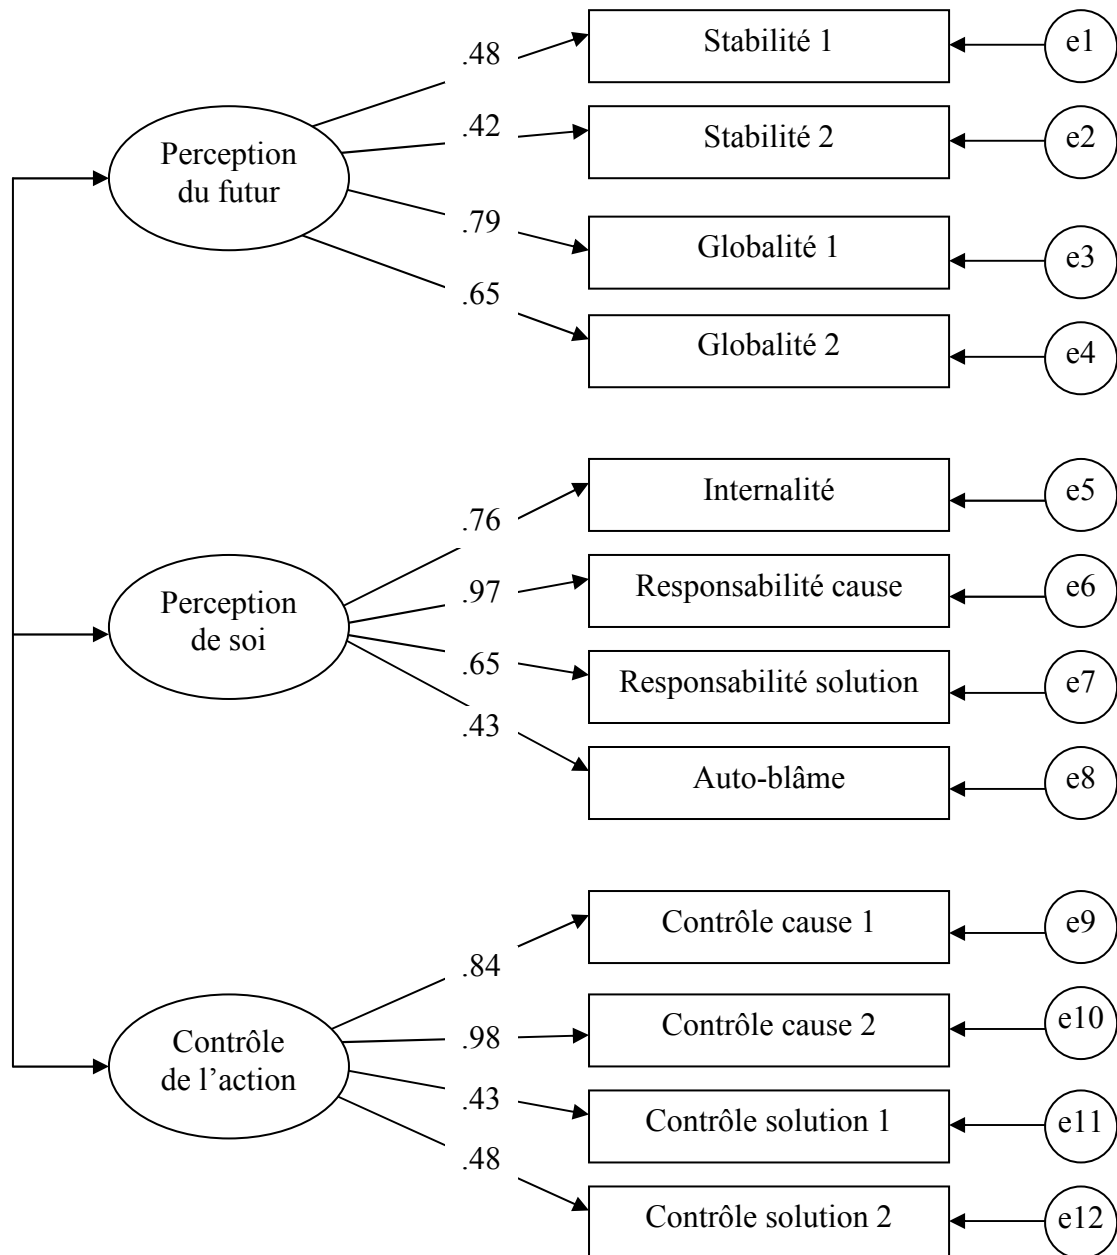 .48
Stabilité 1
e1
.42
Stabilité 2
e2
Perception
du futur
.79
Globalité 1
e3
.65
Globalité 2
e4
.76
Internalité
e5
.97
Responsabilité cause
e6
Perception
de soi
.65
Responsabilité solution
e7
.43
Auto-blâme
e8
.84
Contrôle cause 1
e9
.98
Contrôle cause 2
e10
Contrôle
de l’action
.43
Contrôle solution 1
e11
.48
Contrôle solution 2
e12